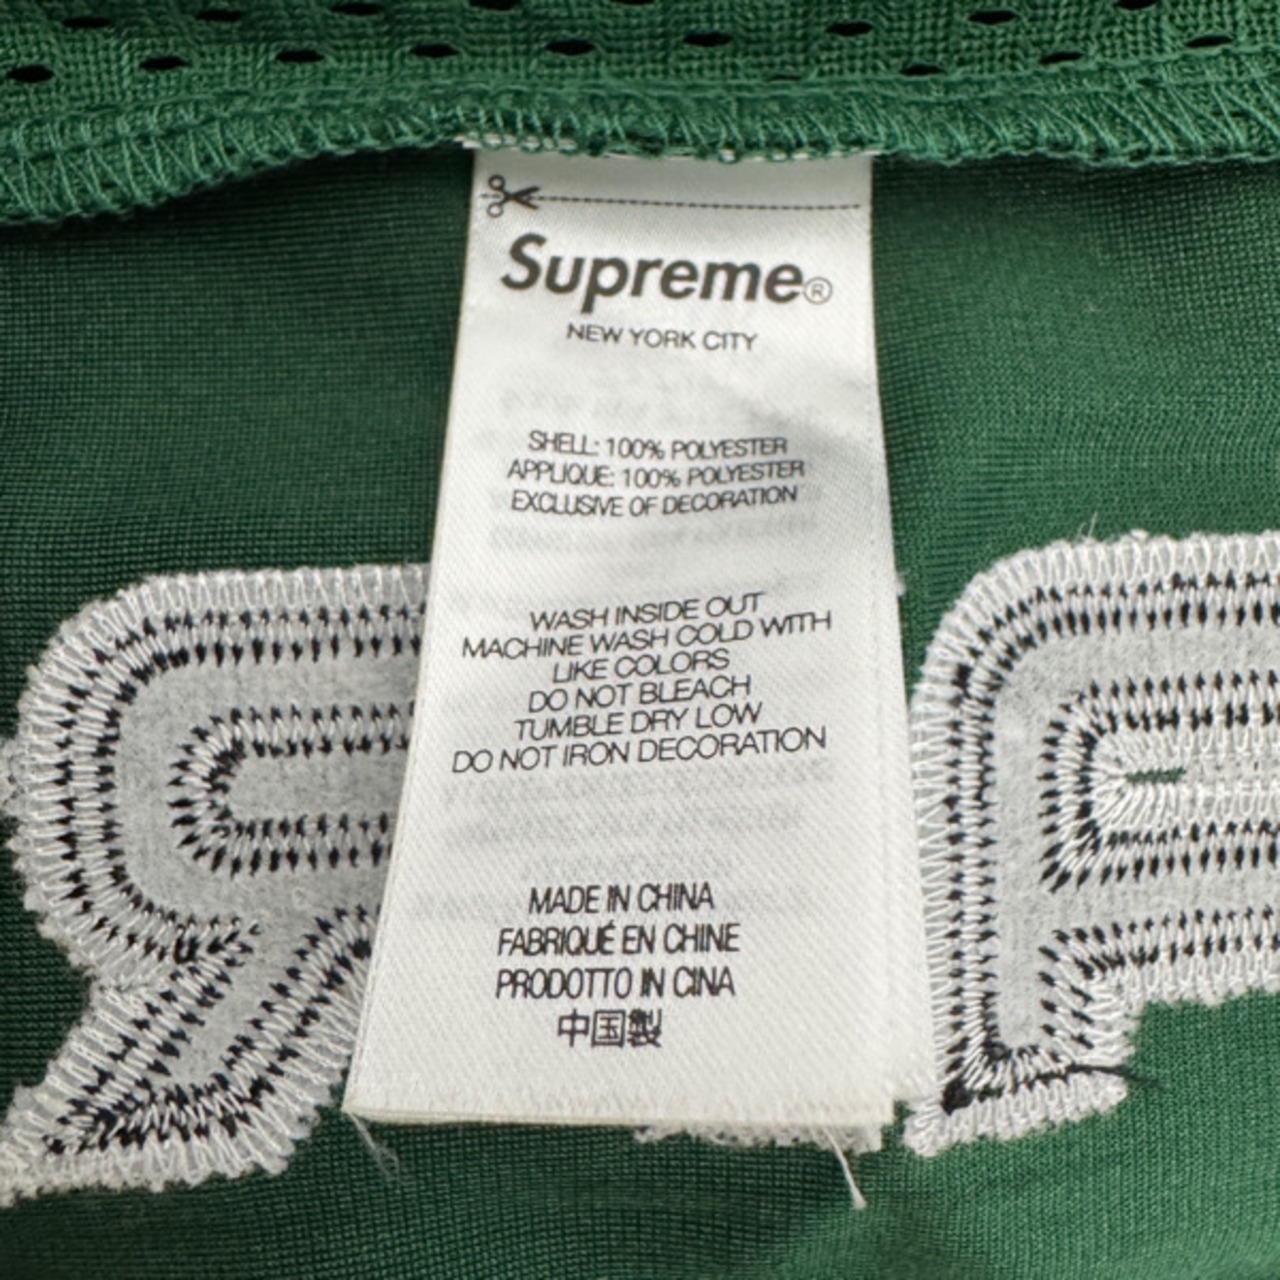 Supreme®
NEW YORK CITY
SHELL: 100% POLYESTER
APPLIQUE: 100% POLYESTER
EXCLUSIVE OF DECORATION
WASH INSIDE OUT
MACHINE WASH COLD WITH
LIKE COLORS
DO NOT BLEACH
TUMBLE DRY LOW
DO NOT IRON DECORATION
MADE IN CHINA
FABRIQUÉ EN CHINE
PRODOTTO IN CINA
中国製